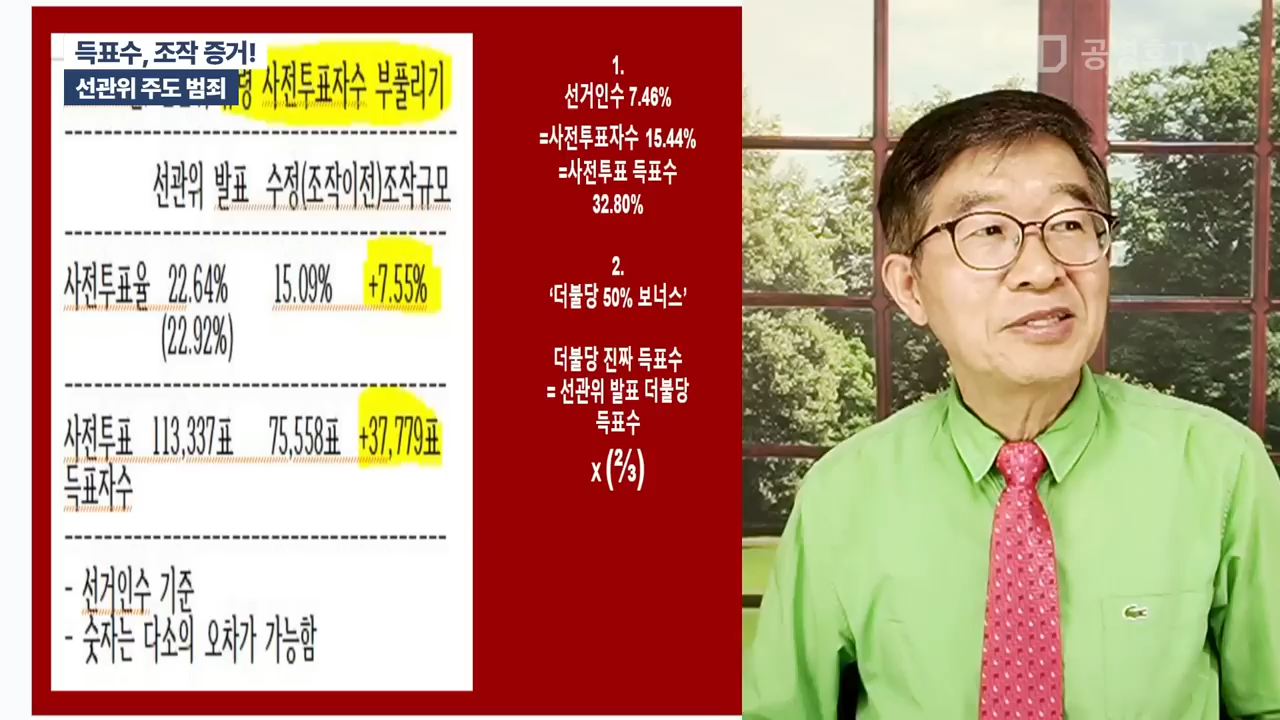 득표수, 조작 증거!
선관위 주도 범죄
령 사전투표자수 부풀리기
선관위 발표 수정(조작이전)조작규모
사전투표율 22.64% 15.09% +7.55%
(22.92%)
사전투표 113,337표 75,558표 +37,779표
득표자수
- 선거인수 기준
- 숫자는 다소의 오차가 가능함
1.
선거인수 7.46%
=사전투표자수 15.44%
=사전투표 득표수
32.80%
2.
‘더불당 50% 보너스’
더불당 진짜 득표수
= 선관위 발표 더불당
득표수
x (⅔)
공병호TV